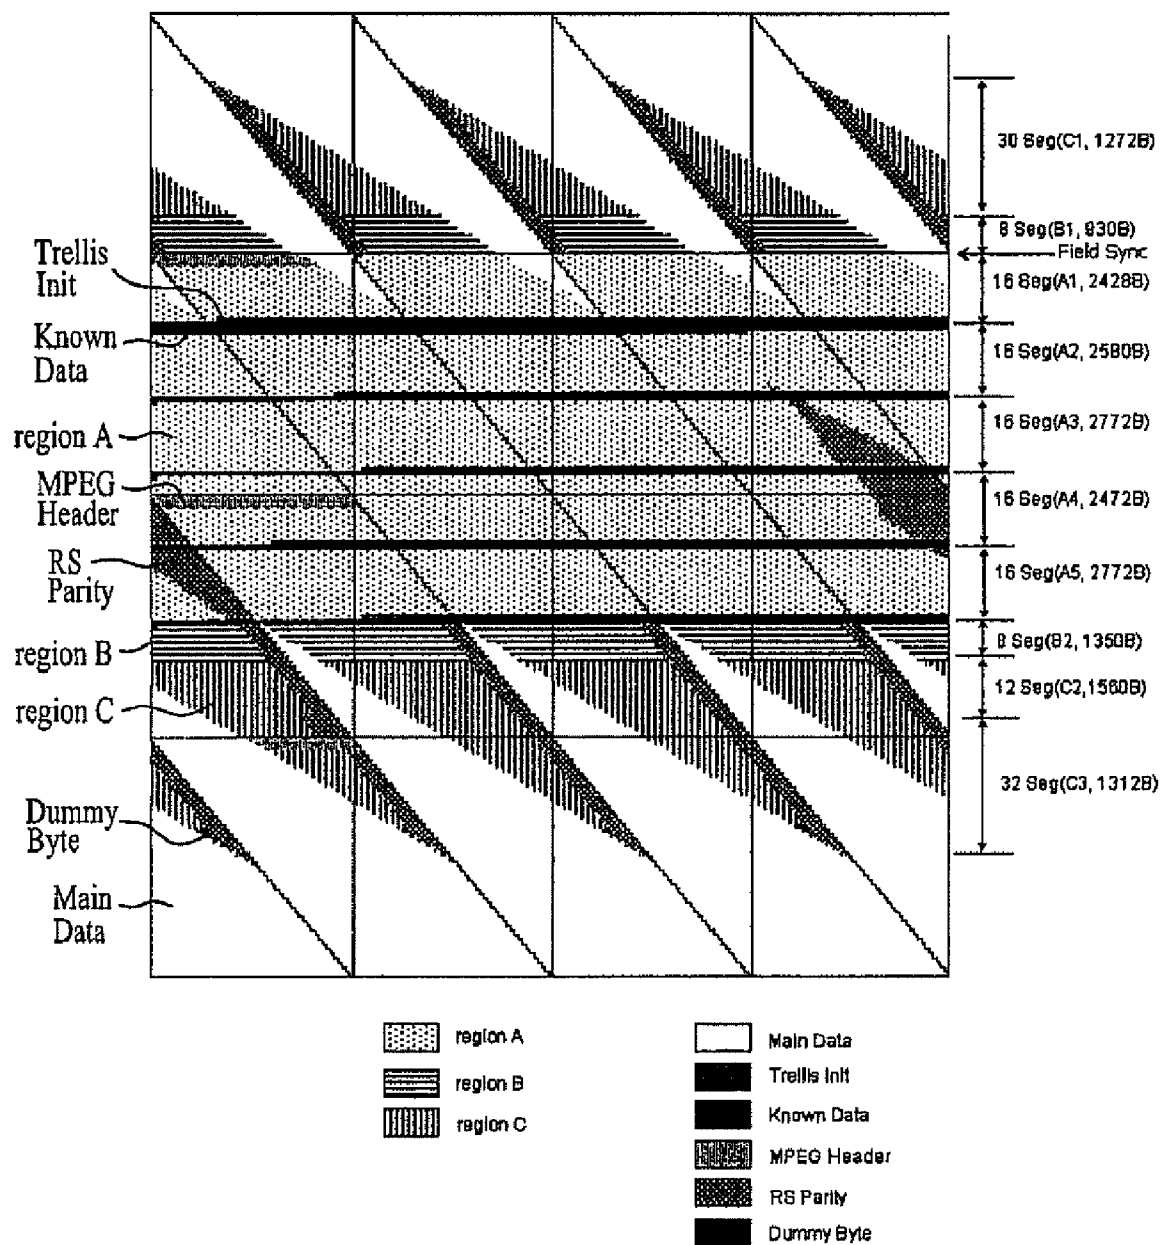 30 Seg(C1, 1272B)
8 Seg(B1, 930B)
Field Sync
16 Seg(A1, 2428B)
16 Seg(A2, 2580B)
16 Seg(A3, 2772B)
16 Seg(A4, 2472B)
16 Seg(A5, 2772B)
8 Seg(B2, 1350B)
12 Seg(C2,1560B)
32 Seg(C3, 1312B)
Trellis
Init
Known
Data
region A
MPEG
Header
RS
Parity
region B
region C
Dummy
Byte
Main
Data
region A
region B
region C
Main Data
Trellis Init
Known Data
MPEG Header
RS Parity
Dummy Byte